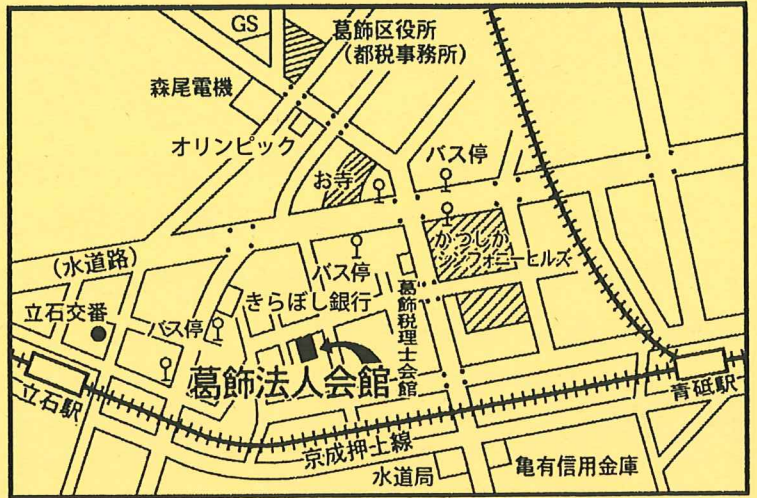 GS
葛飾区役所
（都税事務所）
森尾電機
オリンピック
バス停
お寺
かつしか
シンフォニーヒルズ
（水道路）
バス停
きらぼし銀行
葛飾税理士会館
立石交番
バス停
葛飾法人会館
立石駅
青砥駅
京成押上線
水道局
亀有信用金庫